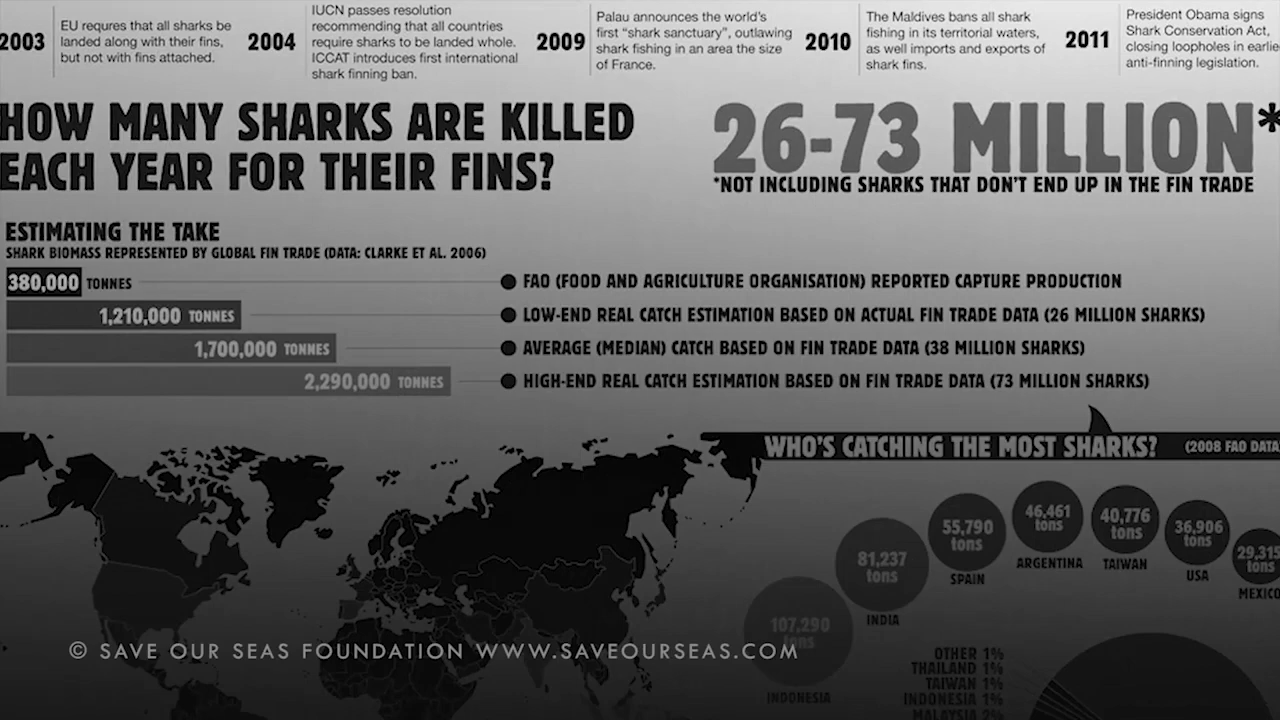 2003
EU requres that all sharks be
landed along with their fins,
but not with fins attached.
2004
IUCN passes resolution
recommending that all countries
require sharks to be landed whole.
ICCAT introduces first international
shark finning ban.
2009
Palau announces the world's
first "shark sanctuary", outlawing
shark fishing in an area the size
of France.
2010
The Maldives bans all shark
fishing in its territorial waters,
as well imports and exports of
shark fins.
2011
President Obama signs
Shark Conservation Act,
closing loopholes in earlie
anti-finning legislation.
HOW MANY SHARKS ARE KILLED
EACH YEAR FOR THEIR FINS?
26-73 MILLION*
*NOT INCLUDING SHARKS THAT DON'T END UP IN THE FIN TRADE
ESTIMATING THE TAKE
SHARK BIOMASS REPRESENTED BY GLOBAL FIN TRADE (DATA: CLARKE ET AL. 2006)
380,000 TONNES
FAO (FOOD AND AGRICULTURE ORGANISATION) REPORTED CAPTURE PRODUCTION
1,210,000 TONNES
LOW-END REAL CATCH ESTIMATION BASED ON ACTUAL FIN TRADE DATA (26 MILLION SHARKS)
1,700,000 TONNES
AVERAGE (MEDIAN) CATCH BASED ON FIN TRADE DATA (38 MILLION SHARKS)
2,290,000 TONNES
HIGH-END REAL CATCH ESTIMATION BASED ON FIN TRADE DATA (73 MILLION SHARKS)
WHO'S CATCHING THE MOST SHARKS?
(2008 FAO DATA
107,290
tons
INDONESIA
81,237
tons
INDIA
55,790
tons
SPAIN
46,461
tons
ARGENTINA
40,776
tons
TAIWAN
36,906
tons
USA
29,315
tons
MEXICO
OTHER 1%
THAILAND 1%
TAIWAN 1%
INDONESIA 1%
MALAYSIA 2%
© SAVE OUR SEAS FOUNDATION WWW.SAVEOURSEAS.COM